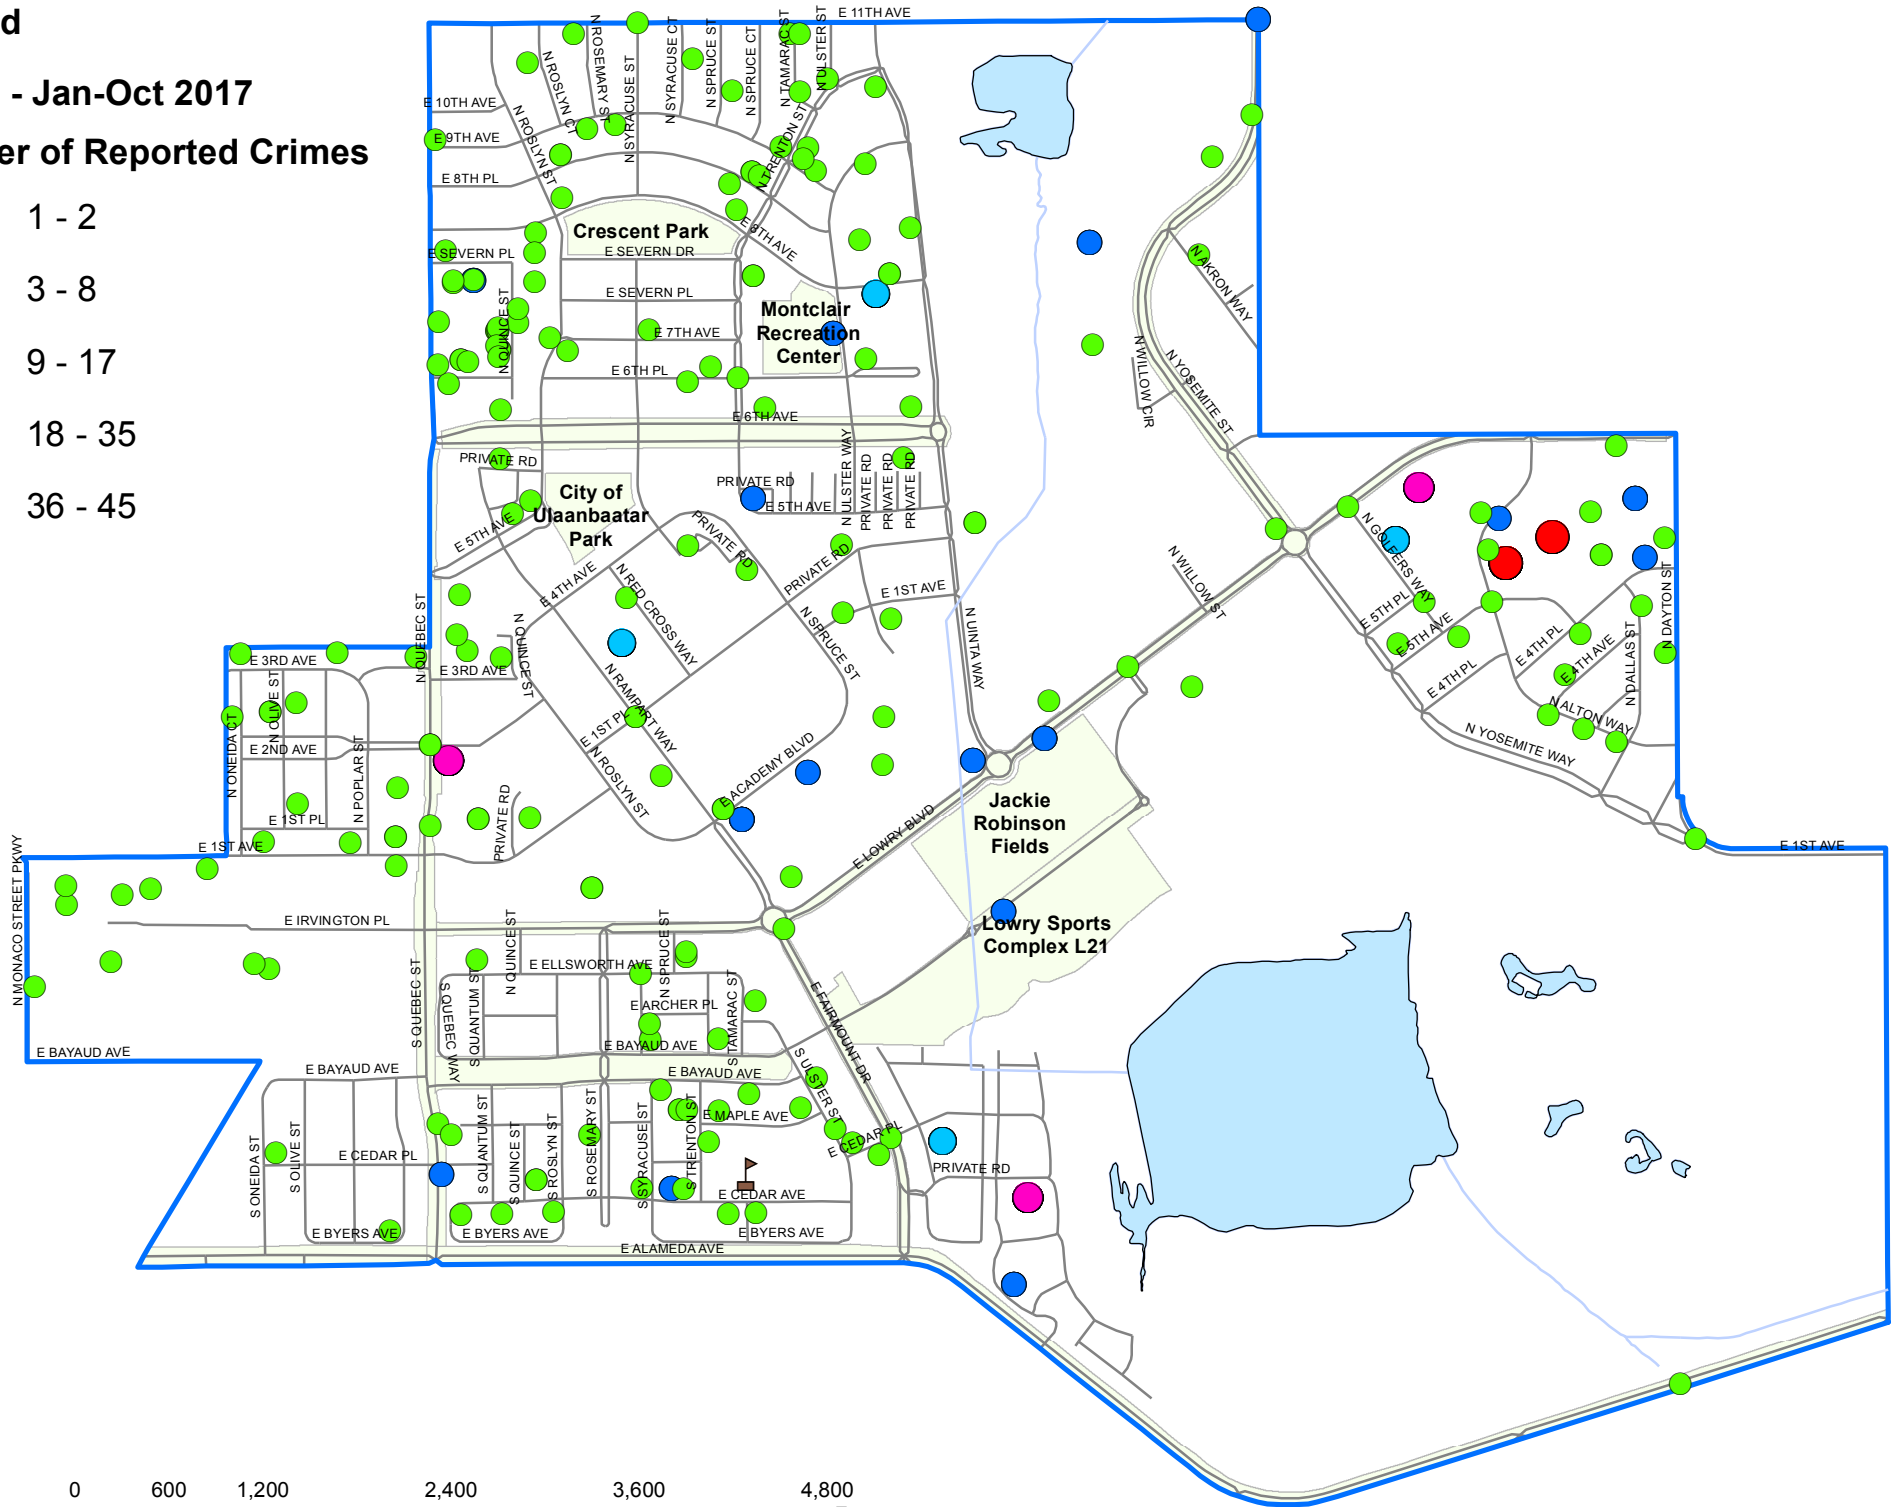 d
- Jan-Oct 2017
er of Reported Crimes
1 - 2
3 - 8
9 - 17
18 - 35
36 - 45
E 11TH AVE
N ROSEMARY ST
N SYRACUSE ST
N SYRACUSE CT
N SPRUCE ST
N SPRUCE CT
N TAMARAC ST
N ULSTER ST
N ROSLYN CT
N ROSLYN ST
N TRENTON ST
E 10TH AVE
E 9TH AVE
E 8TH PL
E 8TH AVE
Crescent Park
E SEVERN PL
E SEVERN DR
E SEVERN PL
N QUINCE ST
E 7TH AVE
Montclair
Recreation
Center
E 6TH PL
E 6TH AVE
N AKRON WAY
N WILLOW CIR
N YOSEMITE ST
PRIVATE RD
City of
Ulaanbaatar
Park
PRIVATE RD
E 5TH AVE
N ULSTER WAY
PRIVATE RD
PRIVATE RD
PRIVATE RD
E 5TH AVE
PRIVATE RD
PRIVATE RD
E 4TH AVE
N RED CROSS WAY
E 1ST AVE
N UINTA WAY
N WILLOW ST
N GOLFERS WAY
E 5TH PL
E 5TH AVE
E 4TH PL
E 4TH PL
E 4TH AVE
N DALLAS ST
N DAYTON ST
N ALTON WAY
N YOSEMITE WAY
N QUEBEC ST
N QUINCE ST
E 3RD AVE
E 3RD AVE
N SPRUCE ST
N RAMPART WAY
N ONEIDA CT
N OLIVE ST
E 2ND AVE
N POPLAR ST
E 1ST PL
N ROSLYN ST
E ACADEMY BLVD
PRIVATE RD
E 1ST PL
E 1ST AVE
E 1ST AVE
N MONACO STREET PKWY
E LOWRY BLVD
Jackie
Robinson
Fields
E IRVINGTON PL
Lowry Sports
Complex L21
N QUINCE ST
N SPRUCE ST
E ELLSWORTH AVE
S QUEBEC ST
S QUEBEC WAY
S QUANTUM ST
E ARCHER PL
S TAMARAC ST
E FAIRMOUNT DR
E BAYAUD AVE
E BAYAUD AVE
E BAYAUD AVE
E BAYAUD AVE
S ULSTER ST
E MAPLE AVE
E CEDAR PL
S ONEIDA ST
S OLIVE ST
E CEDAR PL
S QUANTUM ST
S QUINCE ST
S ROSLYN ST
S ROSEMARY ST
S SYRACUSE ST
S TRENTON ST
PRIVATE RD
E CEDAR AVE
E BYERS AVE
E BYERS AVE
E BYERS AVE
E ALAMEDA AVE
0 600 1,200 2,400 3,600 4,800